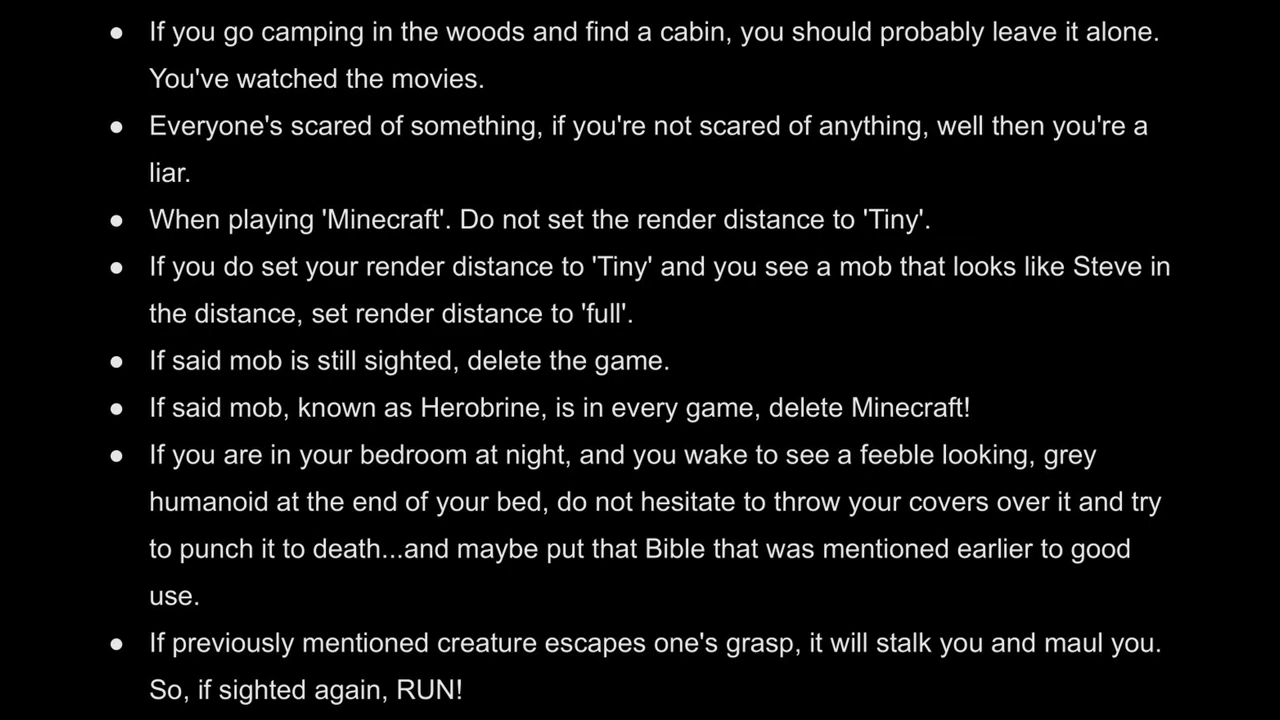 ● If you go camping in the woods and find a cabin, you should probably leave it alone.
You've watched the movies.
● Everyone's scared of something, if you're not scared of anything, well then you're a
liar.
● When playing 'Minecraft'. Do not set the render distance to 'Tiny'.
● If you do set your render distance to 'Tiny' and you see a mob that looks like Steve in
the distance, set render distance to 'full'.
● If said mob is still sighted, delete the game.
● If said mob, known as Herobrine, is in every game, delete Minecraft!
● If you are in your bedroom at night, and you wake to see a feeble looking, grey
humanoid at the end of your bed, do not hesitate to throw your covers over it and try
to punch it to death...and maybe put that Bible that was mentioned earlier to good
use.
● If previously mentioned creature escapes one's grasp, it will stalk you and maul you.
So, if sighted again, RUN!